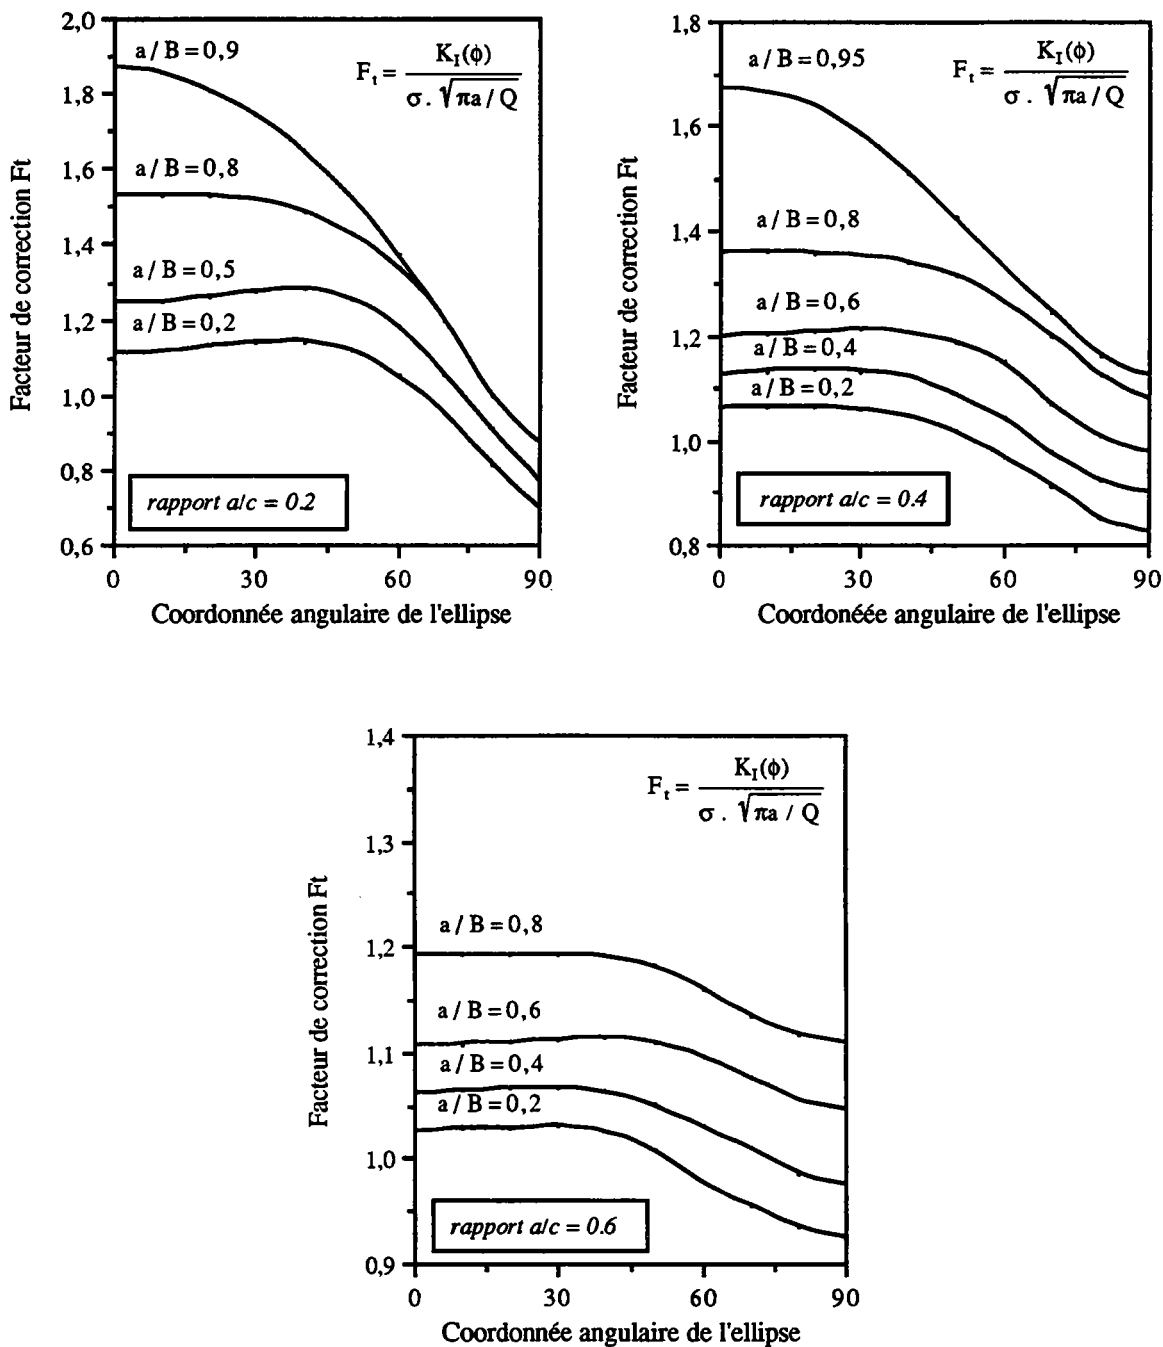 2,0
1,8
1,6
1,4
1,2
1,0
0,8
0,6
Facteur de correction Ft
a / B = 0,9
a / B = 0,8
a / B = 0,5
a / B = 0,2
F_t = K_I(ϕ) / σ . √πa / Q
rapport a/c = 0.2
0 30 60 90
Coordonnée angulaire de l'ellipse
1,8
1,6
1,4
1,2
1,0
0,8
Facteur de correction Ft
a / B = 0,95
a / B = 0,8
a / B = 0,6
a / B = 0,4
a / B = 0,2
F_t = K_I(ϕ) / σ . √πa / Q
rapport a/c = 0.4
0 30 60 90
Coordonéée angulaire de l'ellipse
1,4
1,3
1,2
1,1
1,0
0,9
Facteur de correction Ft
a / B = 0,8
a / B = 0,6
a / B = 0,4
a / B = 0,2
F_t = K_I(ϕ) / σ . √πa / Q
rapport a/c = 0.6
0 30 60 90
Coordonnée angulaire de l'ellipse